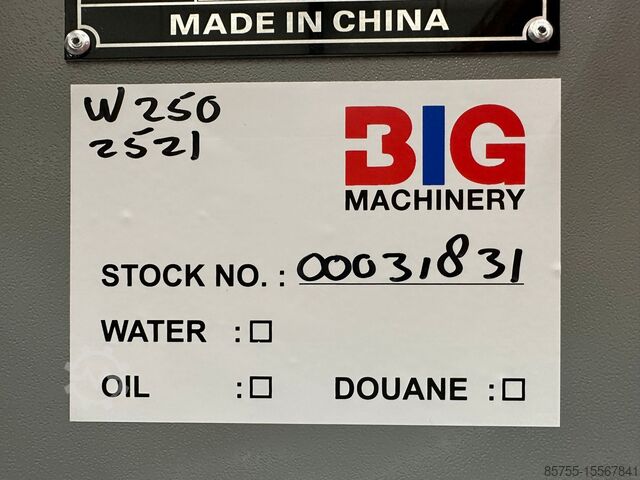 MADE IN CHINA
W250
2521
BIG
MACHINERY
STOCK NO. : 00031831
WATER :☐
OIL :☐ DOUANE :☐
85755-15567841